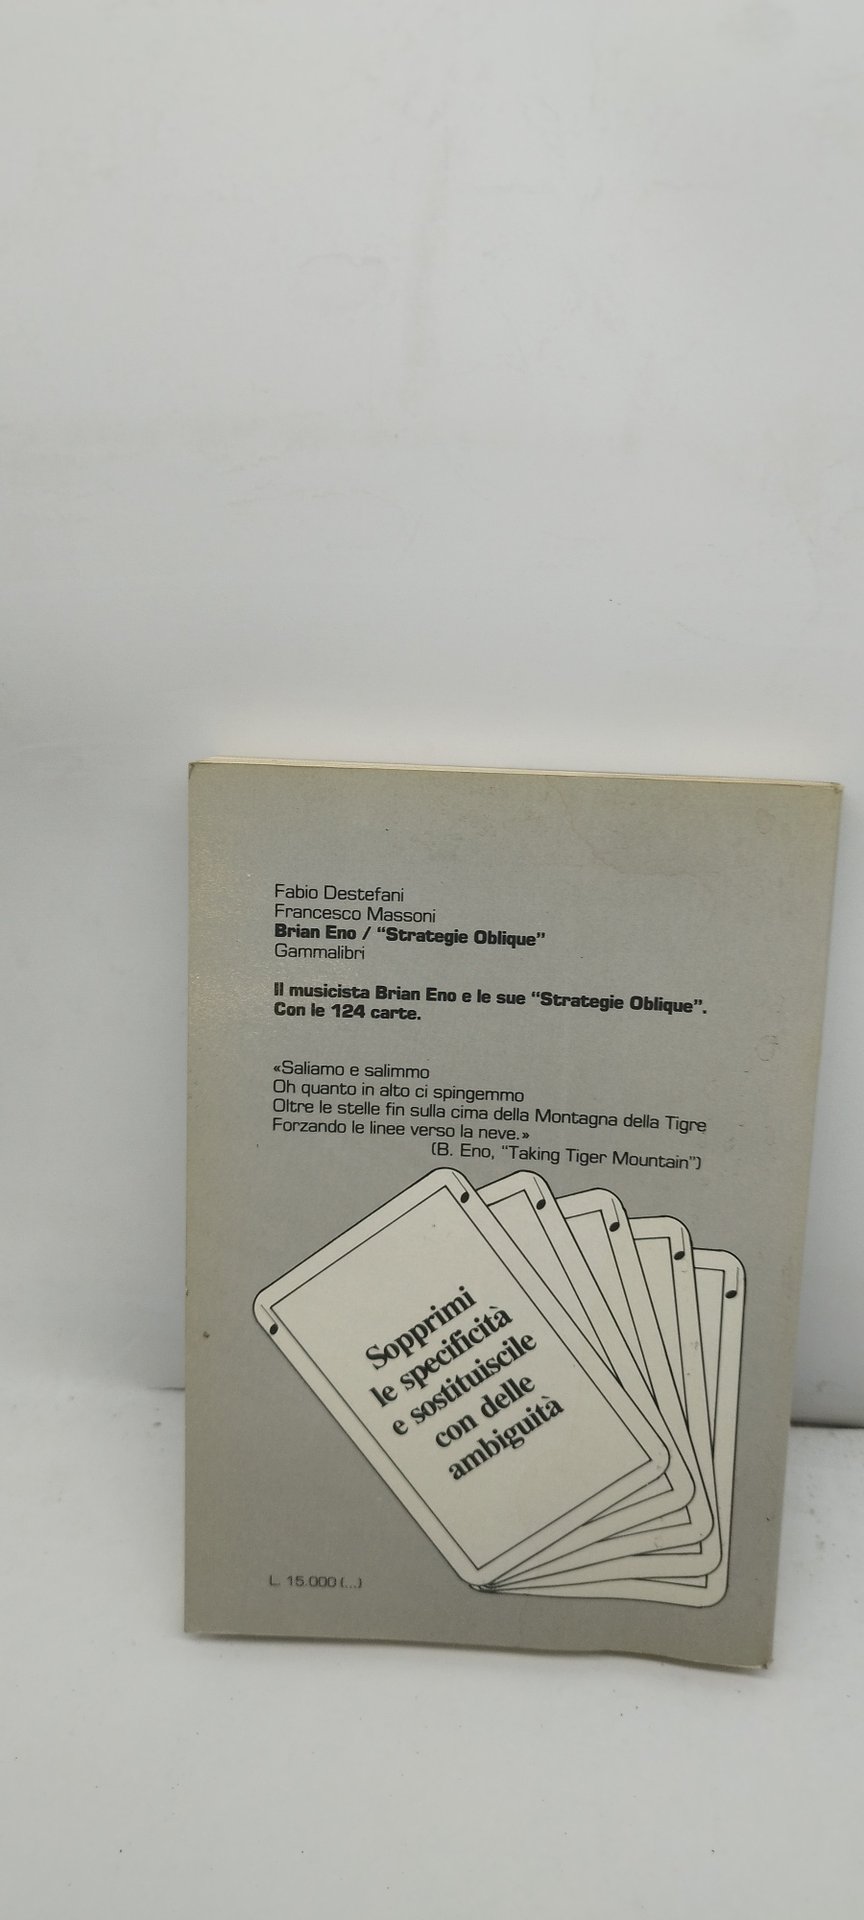 Fabio Destefani
Francesco Massoni
Brian Eno / “Strategie Oblique”
Gammalibri
Il musicista Brian Eno e le sue “Strategie Oblique”.
Con le 124 carte.
«Saliamo e salimmo
Oh quanto in alto ci spingemmo
Oltre le stelle fin sulla cima della Montagna della Tigre
Forzando le linee verso la neve.»
(B. Eno, “Taking Tiger Mountain”)
Sopprimi
le specificità
e sostituiscile
con delle
ambiguità
L. 15.000 (...)